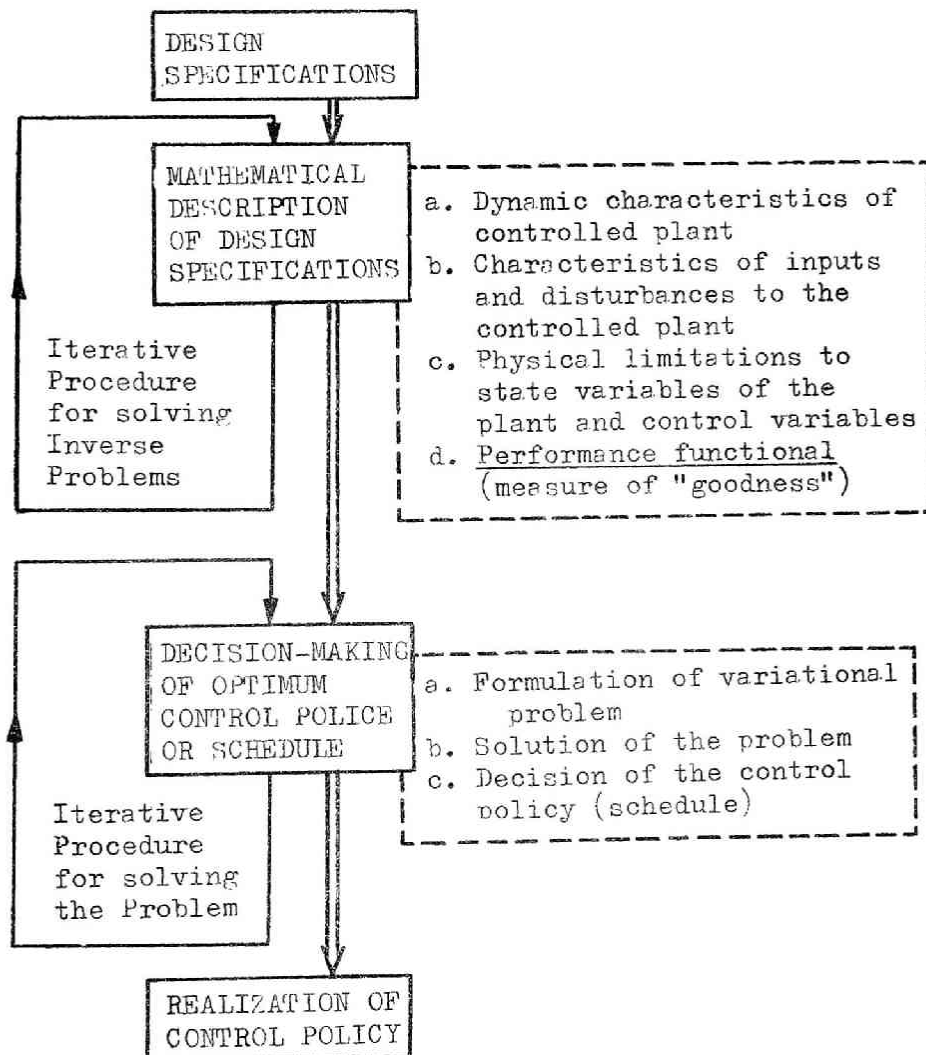 DESIGN
SPECIFICATIONS
MATHEMATICAL
DESCRIPTION
OF DESIGN
SPECIFICATIONS
a. Dynamic characteristics of
controlled plant
b. Characteristics of inputs
and disturbances to the
controlled plant
c. Physical limitations to
state variables of the
plant and control variables
d. Performance functional
(measure of "goodness")
Iterative
Procedure
for solving
Inverse
Problems
DECISION-MAKING
OF OPTIMUM
CONTROL POLICE
OR SCHEDULE
a. Formulation of variational
problem
b. Solution of the problem
c. Decision of the control
policy (schedule)
Iterative
Procedure
for solving
the Problem
REALIZATION OF
CONTROL POLICY